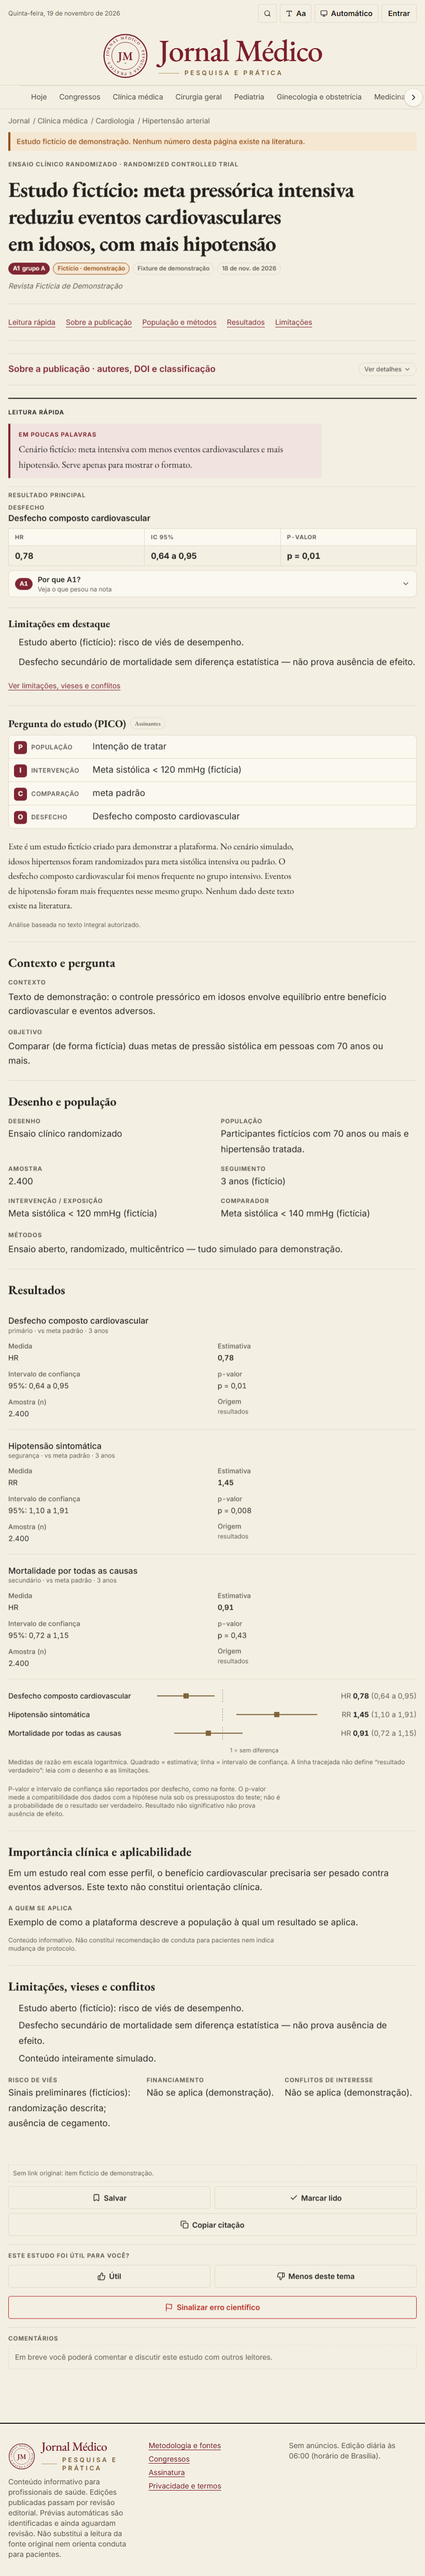 Quinta-feira, 19 de novembro de 2026
Aa
Automático
Entrar
JM
Jornal Médico
PESQUISA E PRÁTICA
Hoje Congressos Clínica médica Cirurgia geral Pediatria Ginecologia e obstetrícia Medicina
Jornal / Clínica médica / Cardiologia / Hipertensão arterial
Estudo fictício de demonstração. Nenhum número desta página existe na literatura.
ENSAIO CLÍNICO RANDOMIZADO · RANDOMIZED CONTROLLED TRIAL
Estudo fictício: meta pressórica intensiva
reduziu eventos cardiovasculares
em idosos, com mais hipotensão
A1 grupo A Fictício · demonstração Fixture de demonstração 18 de nov. de 2026
Revista Fictícia de Demonstração
Leitura rápida Sobre a publicação População e métodos Resultados Limitações
Sobre a publicação · autores, DOI e classificação
Ver detalhes
LEITURA RÁPIDA
EM POUCAS PALAVRAS
Cenário fictício: meta intensiva com menos eventos cardiovasculares e mais
hipotensão. Serve apenas para mostrar o formato.
RESULTADO PRINCIPAL
DESFECHO
Desfecho composto cardiovascular
HR IC 95% P-VALOR
0,78 0,64 a 0,95 p = 0,01
A1
Por que A1?
Veja o que pesou na nota
Limitações em destaque
Estudo aberto (fictício): risco de viés de desempenho.
Desfecho secundário de mortalidade sem diferença estatística — não prova ausência de efeito.
Ver limitações, vieses e conflitos
Pergunta do estudo (PICO) Assinantes
P POPULAÇÃO Intenção de tratar
I INTERVENÇÃO Meta sistólica < 120 mmHg (fictícia)
C COMPARAÇÃO meta padrão
O DESFECHO Desfecho composto cardiovascular
Este é um estudo fictício criado para demonstrar a plataforma. No cenário simulado,
idosos hipertensos foram randomizados para meta sistólica intensiva ou padrão. O
desfecho composto cardiovascular foi menos frequente no grupo intensivo. Eventos
de hipotensão foram mais frequentes nesse mesmo grupo. Nenhum dado deste texto
existe na literatura.
Análise baseada no texto integral autorizado.
Contexto e pergunta
CONTEXTO
Texto de demonstração: o controle pressórico em idosos envolve equilíbrio entre benefício
cardiovascular e eventos adversos.
OBJETIVO
Comparar (de forma fictícia) duas metas de pressão sistólica em pessoas com 70 anos ou
mais.
Desenho e população
DESENHO
Ensaio clínico randomizado
POPULAÇÃO
Participantes fictícios com 70 anos ou mais e
hipertensão tratada.
AMOSTRA
2.400
SEGUIMENTO
3 anos (fictício)
INTERVENÇÃO / EXPOSIÇÃO
Meta sistólica < 120 mmHg (fictícia)
COMPARADOR
Meta sistólica < 140 mmHg (fictícia)
MÉTODOS
Ensaio aberto, randomizado, multicêntrico — tudo simulado para demonstração.
Resultados
Desfecho composto cardiovascular
primário · vs meta padrão · 3 anos
Medida Estimativa
HR 0,78
Intervalo de confiança p-valor
95%: 0,64 a 0,95 p = 0,01
Amostra (n) Origem
2.400 resultados
Hipotensão sintomática
segurança · vs meta padrão · 3 anos
Medida Estimativa
RR 1,45
Intervalo de confiança p-valor
95%: 1,10 a 1,91 p = 0,008
Amostra (n) Origem
2.400 resultados
Mortalidade por todas as causas
secundário · vs meta padrão · 3 anos
Medida Estimativa
HR 0,91
Intervalo de confiança p-valor
95%: 0,72 a 1,15 p = 0,43
Amostra (n) Origem
2.400 resultados
Desfecho composto cardiovascular HR 0,78 (0,64 a 0,95)
Hipotensão sintomática RR 1,45 (1,10 a 1,91)
Mortalidade por todas as causas HR 0,91 (0,72 a 1,15)
1 = sem diferença
Medidas de razão em escala logarítmica. Quadrado = estimativa; linha = intervalo de confiança. A linha tracejada não define “resultado
verdadeiro”: leia com o desenho e as limitações.
P-valor e intervalo de confiança são reportados por desfecho, como na fonte. O p-valor
mede a compatibilidade dos dados com a hipótese nula sob os pressupostos do teste; não é
a probabilidade de o resultado ser verdadeiro. Resultado não significativo não prova
ausência de efeito.
Importância clínica e aplicabilidade
Em um estudo real com esse perfil, o benefício cardiovascular precisaria ser pesado contra
eventos adversos. Este texto não constitui orientação clínica.
A QUEM SE APLICA
Exemplo de como a plataforma descreve a população à qual um resultado se aplica.
Conteúdo informativo. Não constitui recomendação de conduta para pacientes nem indica
mudança de protocolo.
Limitações, vieses e conflitos
Estudo aberto (fictício): risco de viés de desempenho.
Desfecho secundário de mortalidade sem diferença estatística — não prova ausência de
efeito.
Conteúdo inteiramente simulado.
RISCO DE VIÉS
Sinais preliminares (fictícios):
randomização descrita;
ausência de cegamento.
FINANCIAMENTO
Não se aplica (demonstração).
CONFLITOS DE INTERESSE
Não se aplica (demonstração).
Sem link original: item fictício de demonstração.
Salvar
Marcar lido
Copiar citação
ESTE ESTUDO FOI ÚTIL PARA VOCÊ?
Útil
Menos deste tema
Sinalizar erro científico
COMENTÁRIOS
Em breve você poderá comentar e discutir este estudo com outros leitores.
JM
Jornal Médico
PESQUISA E
PRÁTICA
Conteúdo informativo para
profissionais de saúde. Edições
publicadas passam por revisão
editorial. Prévias automáticas são
identificadas e ainda aguardam
revisão. Não substitui a leitura da
fonte original nem orienta conduta
para pacientes.
Metodologia e fontes
Congressos
Assinatura
Privacidade e termos
Sem anúncios. Edição diária às
06:00 (horário de Brasília).